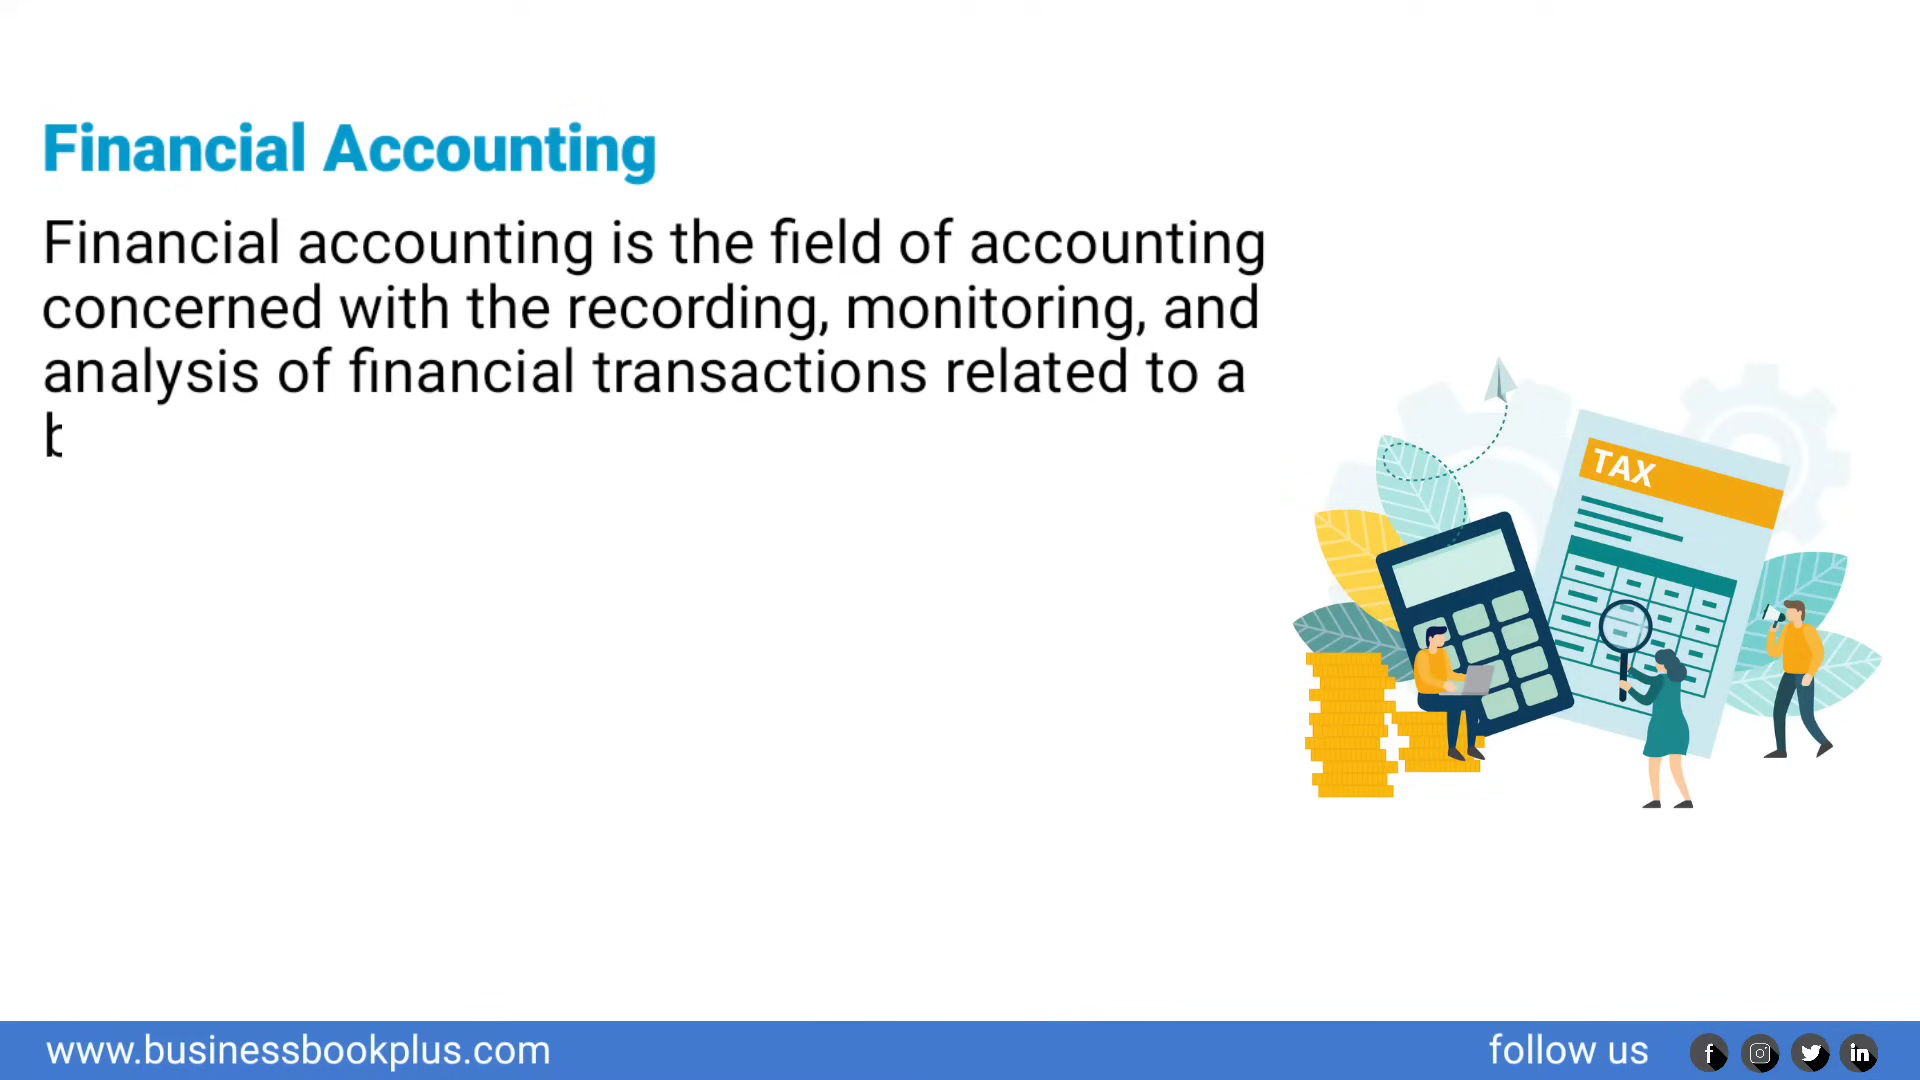 Financial Accounting
Financial accounting is the field of accounting
concerned with the recording, monitoring, and
analysis of financial transactions related to a
TAX
www.businessbookplus.com
follow us